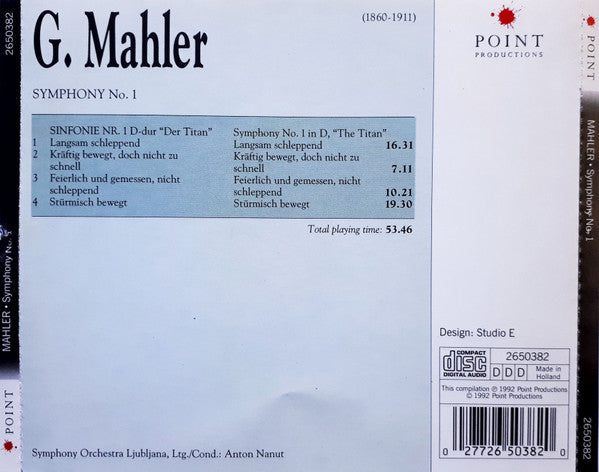 G. Mahler
(1860-1911)
SYMPHONY No. 1
SINFONIE NR. 1 D-dur “Der Titan” Symphony No. 1 in D, “The Titan”
1 Langsam schleppend Langsam schleppend 16.31
2 Kräftig bewegt, doch nicht zu Kräftig bewegt, doch nicht zu
schnell schnell 7.11
3 Feierlich und gemessen, nicht Feierlich und gemessen, nicht
schleppend schleppend 10.21
4 Stürmisch bewegt Stürmisch bewegt 19.30
Total playing time: 53.46
Symphony Orchestra Ljubljana, Ltg./Cond.: Anton Nanut
POINT
PRODUCTIONS
Design: Studio E
COMPACT
disc
DIGITAL AUDIO
2650382
D D D
Made in
Holland
This compilation ℗ 1992 Point Productions
© 1992 Point Productions
0 27726 50382 0
2650382
MAHLER • Symphony No. 1
POINT
POINT
MAHLER • Symphony No. 1
2650382